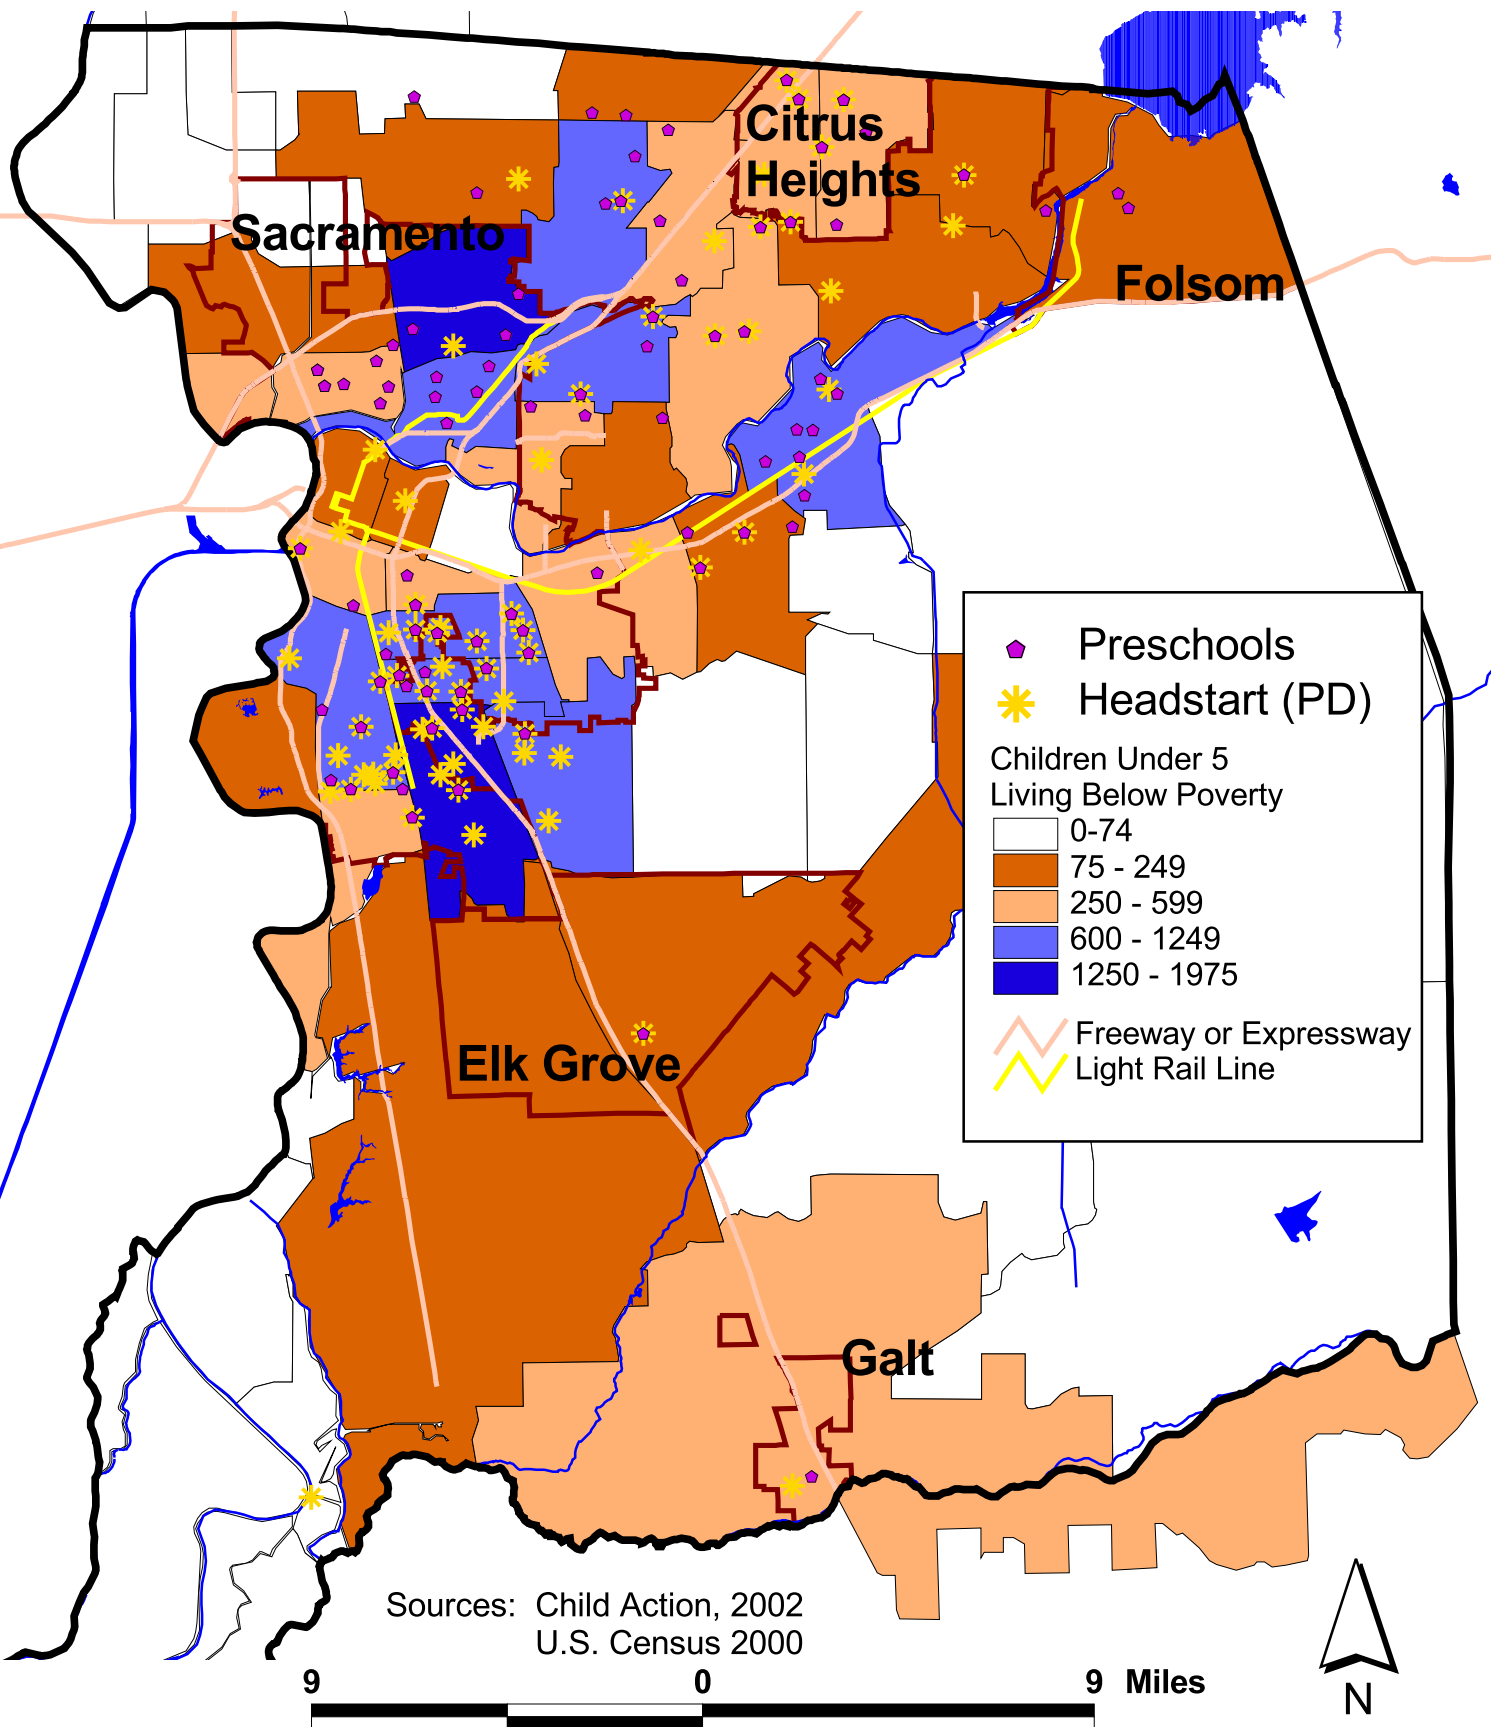 Citrus
Heights
Sacramento
Folsom
Preschools
Headstart (PD)
Children Under 5
Living Below Poverty
0-74
75 - 249
250 - 599
600 - 1249
1250 - 1975
Freeway or Expressway
Light Rail Line
Elk Grove
Galt
Sources: Child Action, 2002
U.S. Census 2000
9 0 9 Miles
N